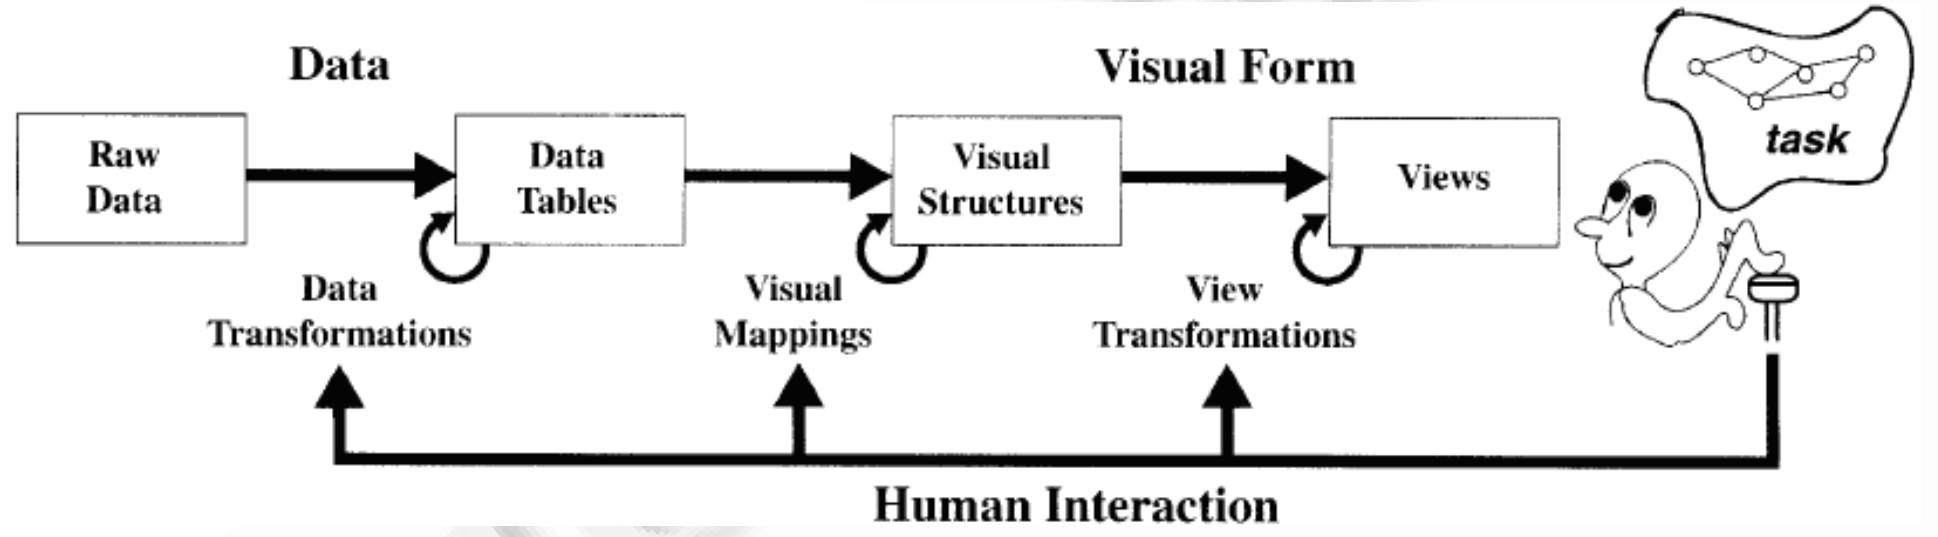 Data
Visual Form
task
Raw
Data
Data
Tables
Visual
Structures
Views
Data
Transformations
Visual
Mappings
View
Transformations
Human Interaction